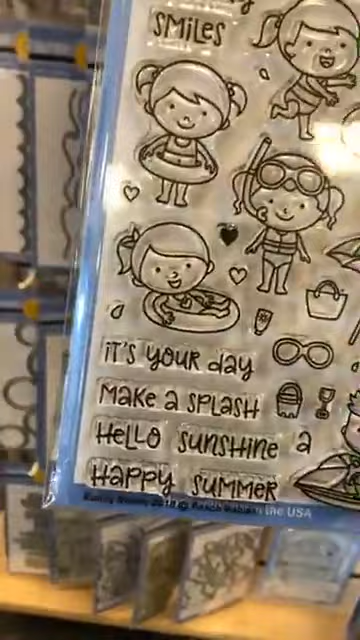 SMILES
IT'S YOUR DAY
MAKE A SPLASH
HELLO SUNSHINE a
HAPPY SUMMER
the USA